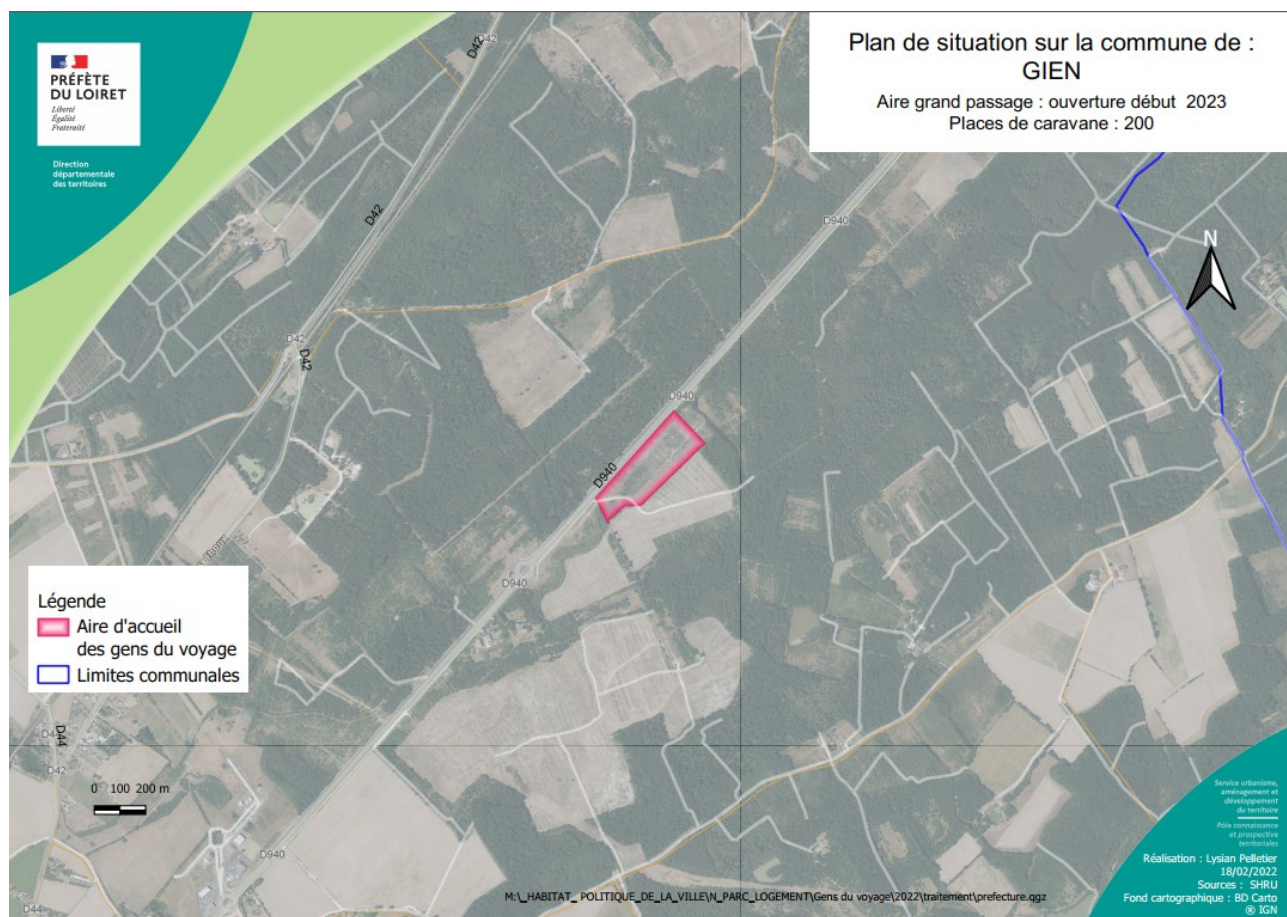 PRÉFÈTE
DU LOIRET
Liberté
Égalité
Fraternité
Direction
départementale
des territoires
Plan de situation sur la commune de :
GIEN
Aire grand passage : ouverture début 2023
Places de caravane : 200
D42
D42
D42
D940
N
D42
D42
D940
D940
D940
Légende
Aire d'accueil
des gens du voyage
Limites communales
D44
D42
0 100 200 m
D940
D44
Service urbanisme,
aménagement et
développement
du territoire
Pôle connaissance
et prospective
territoriales
Réalisation : Lysian Pelletier
18/02/2022
Sources : SHRU
Fond cartographique : BD Carto
® IGN
M:\_HABITAT_ POLITIQUE_DE_LA_VILLE\N_PARC_LOGEMENT\Gens du voyage\2022\traitement\prefecture.qgz